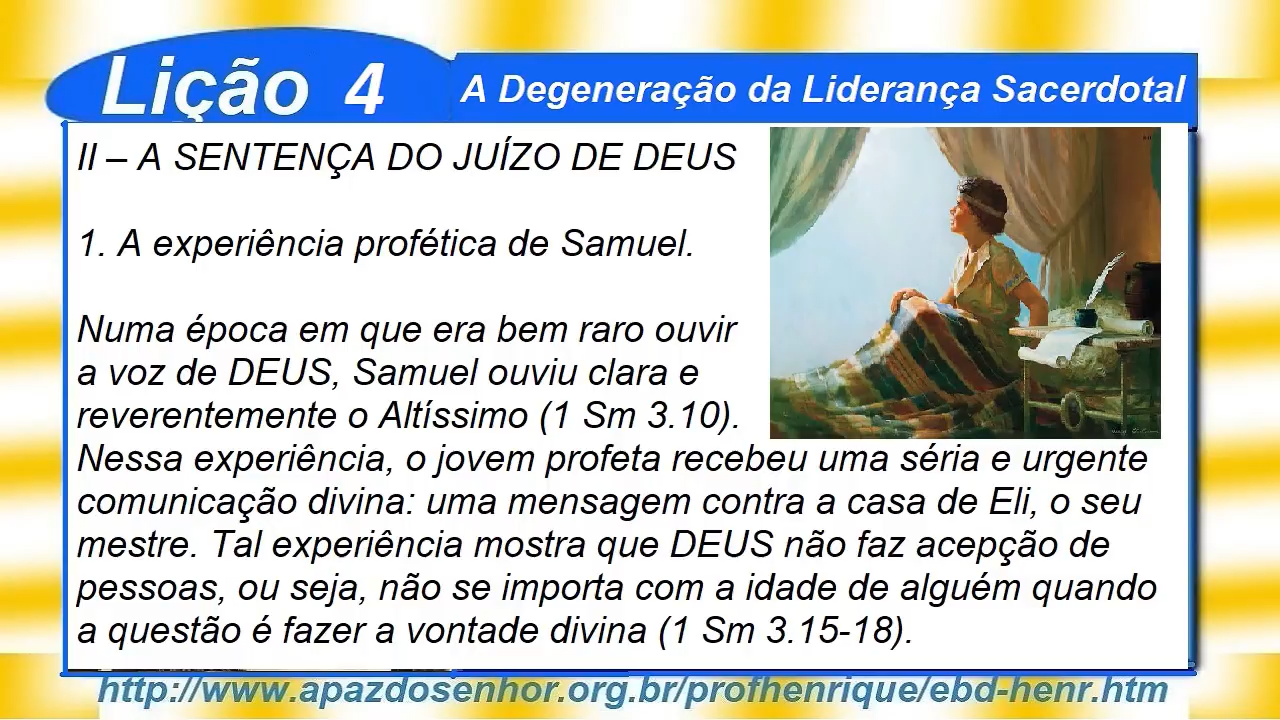 Lição 4
A Degeneração da Liderança Sacerdotal
II – A SENTENÇA DO JUÍZO DE DEUS
1. A experiência profética de Samuel.
Numa época em que era bem raro ouvir
a voz de DEUS, Samuel ouviu clara e
reverentemente o Altíssimo (1 Sm 3.10).
Nessa experiência, o jovem profeta recebeu uma séria e urgente
comunicação divina: uma mensagem contra a casa de Eli, o seu
mestre. Tal experiência mostra que DEUS não faz acepção de
pessoas, ou seja, não se importa com a idade de alguém quando
a questão é fazer a vontade divina (1 Sm 3.15-18).
http://www.apazdosenhor.org.br/profhenrique/ebd-henr.htm